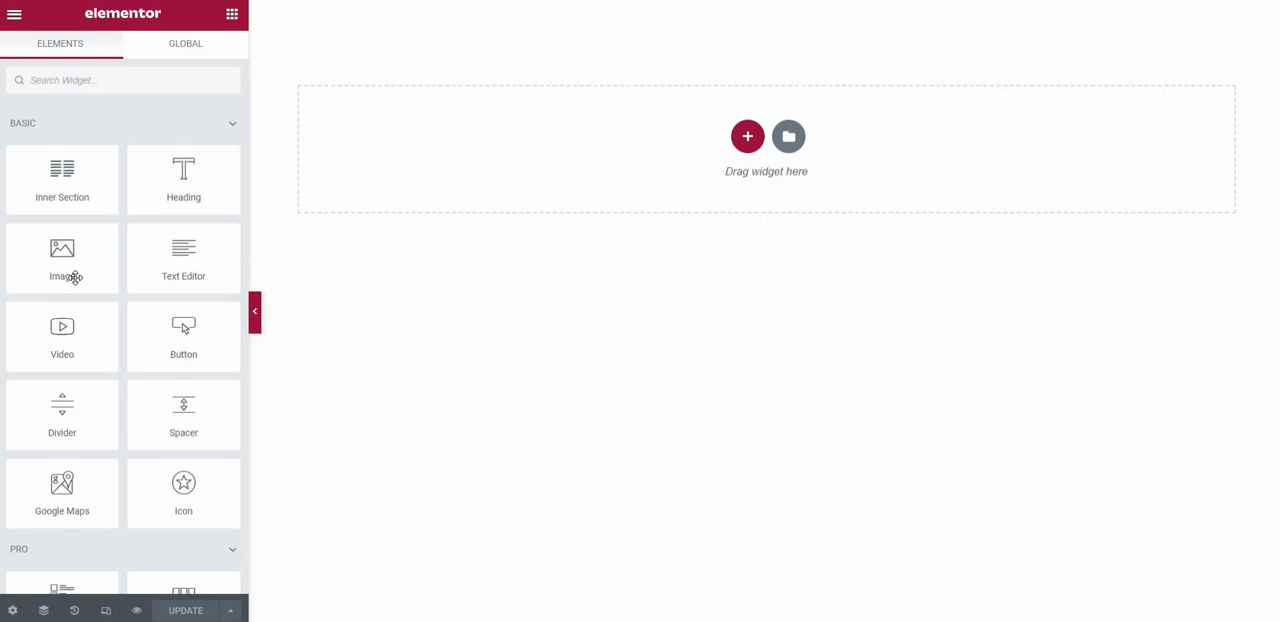 elementor
ELEMENTS
GLOBAL
Search Widget...
BASIC
Inner Section
Heading
Image
Text Editor
Video
Button
Divider
Spacer
Google Maps
Icon
PRO
UPDATE
Drag widget here